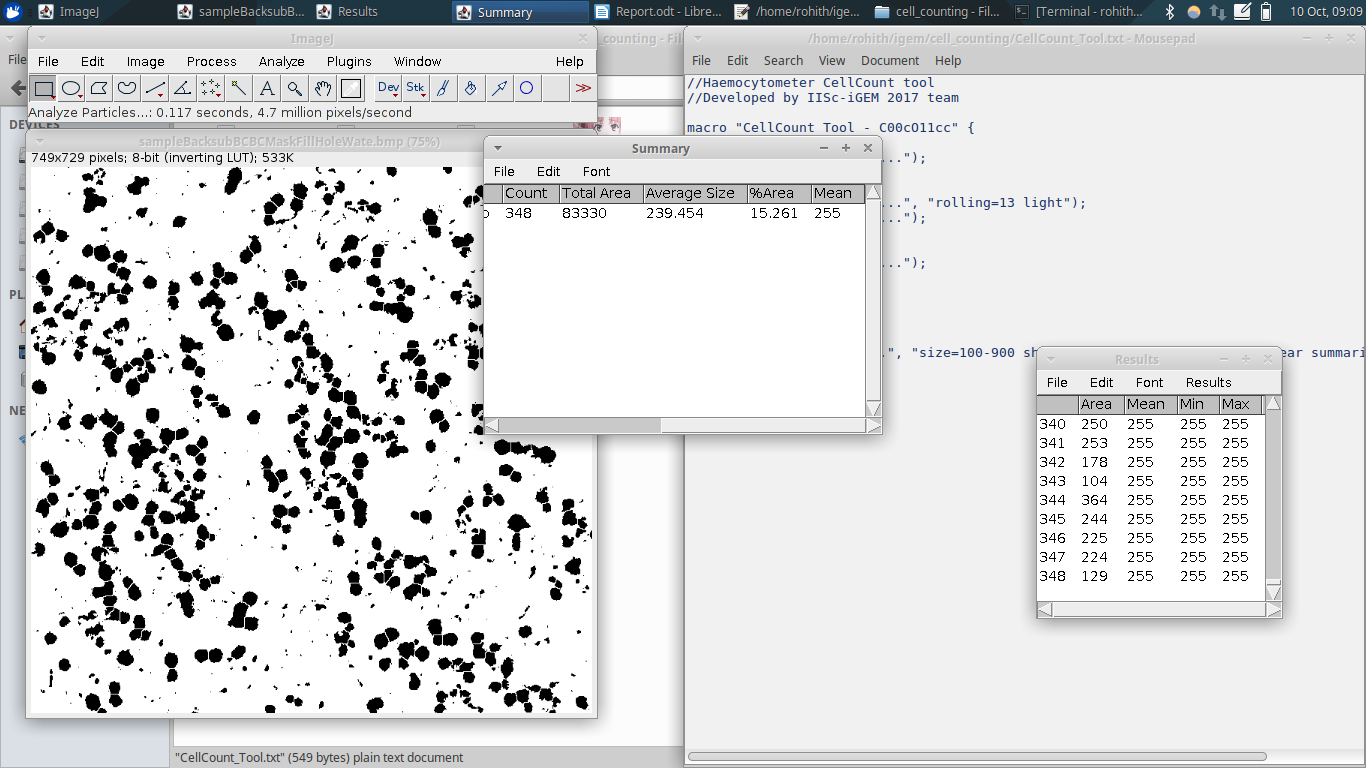 ImageJ sampleBacksubB... Results Summary Report.odt - Libre... /home/rohith/ige... cell_counting - Fil... [Terminal - rohith... 10 Oct, 09:09
ImageJ
File Edit Image Process Analyze Plugins Window Help
Dev Stk >>
Analyze Particles...: 0.117 seconds, 4.7 million pixels/second
_counting - Fil
File
DEVICES
sampleBacksubBCBCMaskFillHoleWate.bmp (75%)
749x729 pixels; 8-bit (inverting LUT); 533K
Summary
File Edit Font
Count Total Area Average Size %Area Mean
348 83330 239.454 15.261 255
/home/rohith/igem/cell_counting/CellCount_Tool.txt - Mousepad
File Edit Search View Document Help
//Haemocytometer CellCount tool
//Developed by IISc-iGEM 2017 team
macro "CellCount Tool - C00cO11cc" {
...");
...", "rolling=13 light");
...");
...");
.", "size=100-900 sh
ear summari
Results
File Edit Font Results
Area Mean Min Max
340 250 255 255 255
341 253 255 255 255
342 178 255 255 255
343 104 255 255 255
344 364 255 255 255
345 244 255 255 255
346 225 255 255 255
347 224 255 255 255
348 129 255 255 255
"CellCount_Tool.txt" (549 bytes) plain text document